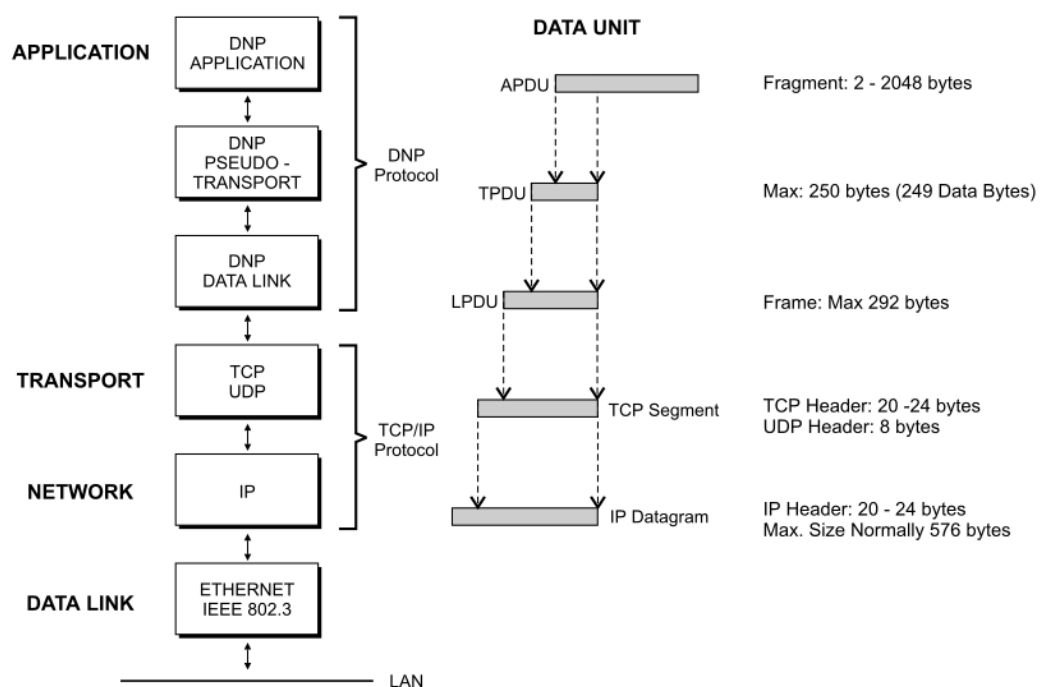 DATA UNIT
APPLICATION
DNP
APPLICATION
APDU
Fragment: 2 - 2048 bytes
DNP
PSEUDO -
TRANSPORT
DNP
Protocol
TPDU
Max: 250 bytes (249 Data Bytes)
DNP
DATA LINK
LPDU
Frame: Max 292 bytes
TRANSPORT
TCP
UDP
TCP Segment
TCP Header: 20 -24 bytes
UDP Header: 8 bytes
TCP/IP
Protocol
NETWORK
IP
IP Datagram
IP Header: 20 - 24 bytes
Max. Size Normally 576 bytes
DATA LINK
ETHERNET
IEEE 802.3
LAN